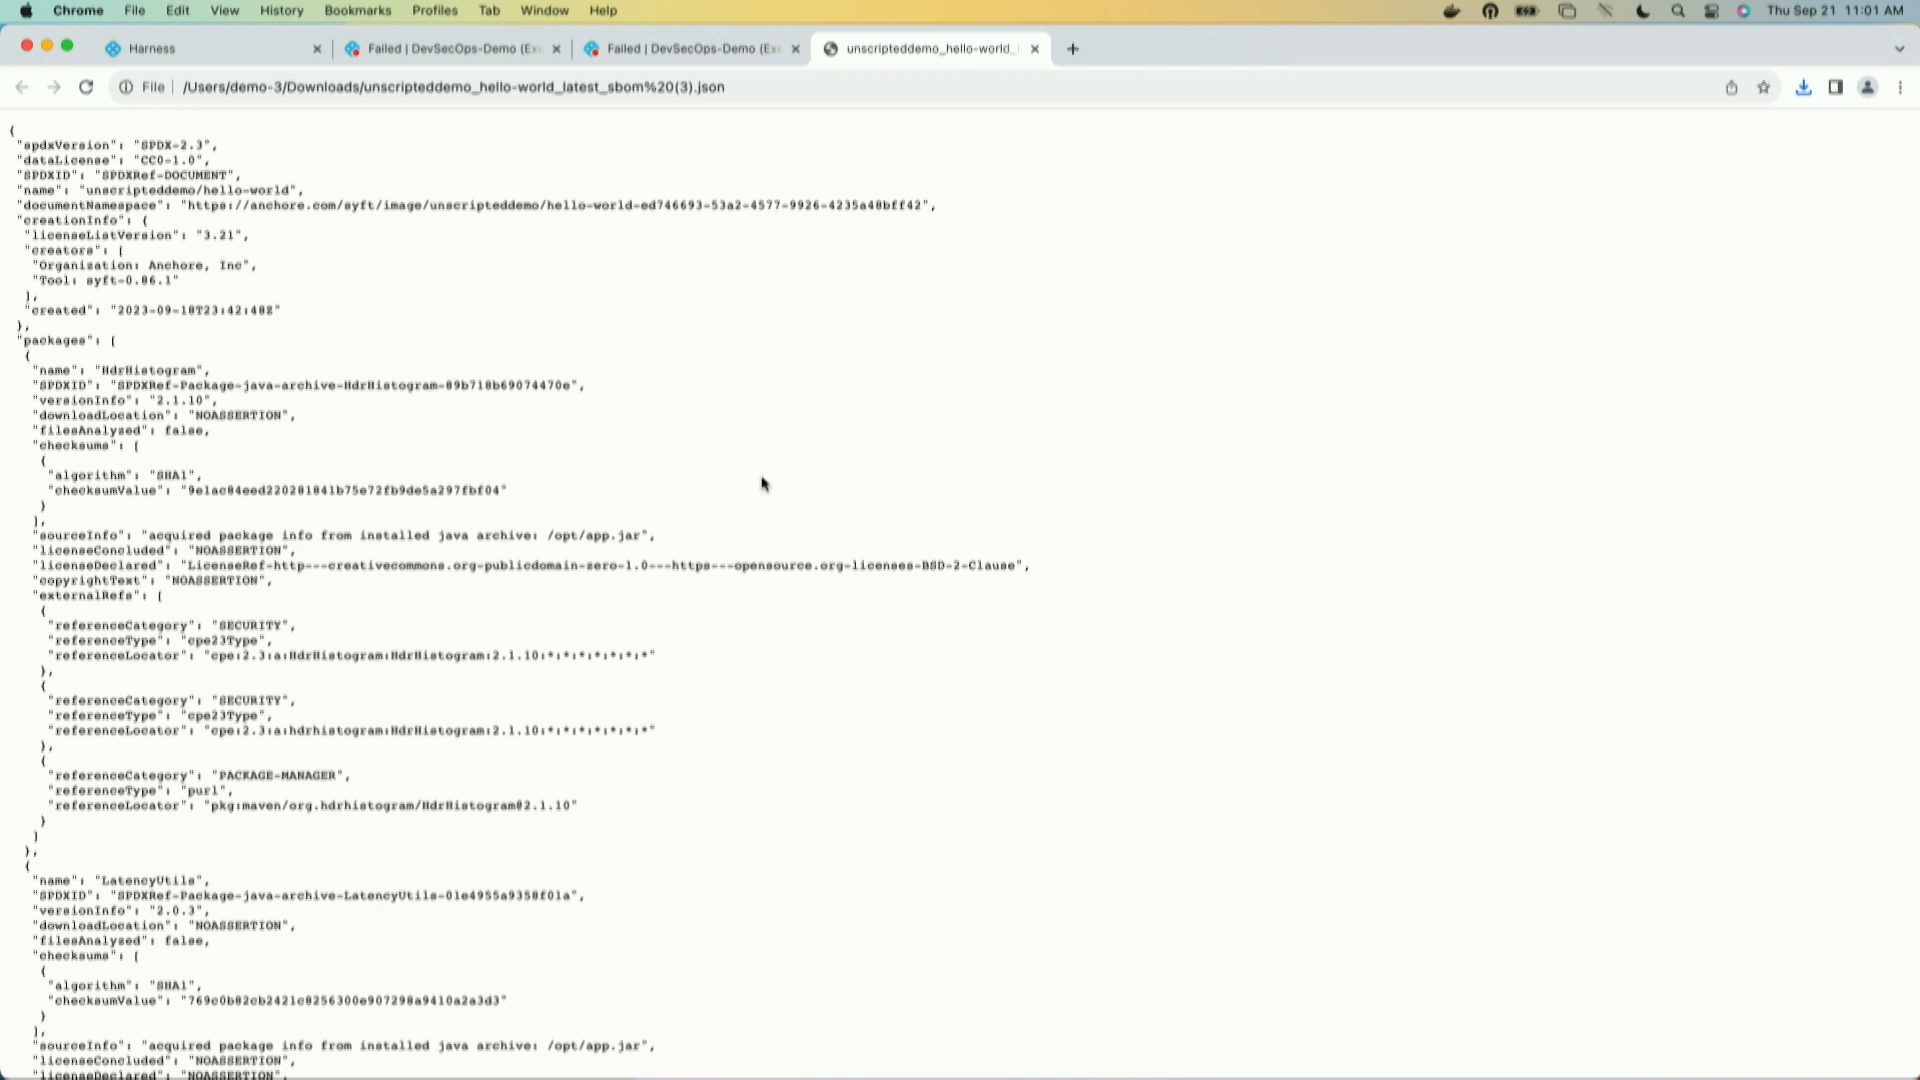 Chrome File Edit View History Bookmarks Profiles Tab Window Help Thu Sep 21 11:01 AM
Harness Failed | DevSecOps-Demo (Ex Failed | DevSecOps-Demo (Ex unscripteddemo_hello-world_
File /Users/demo-3/Downloads/unscripteddemo_hello-world_latest_sbom%20(3).json
{
"spdxVersion": "SPDX-2.3",
"dataLicense": "CC0-1.0",
"SPDXID": "SPDXRef-DOCUMENT",
"name": "unscripteddemo/hello-world",
"documentNamespace": "https://anchore.com/syft/image/unscripteddemo/hello-world-ed746693-53a2-4577-9926-4235a40bff42",
"creationInfo": {
"licenseListVersion": "3.21",
"creators": [
"Organization: Anchore, Inc",
"Tool: syft-0.86.1"
],
"created": "2023-09-18T23:42:48Z"
},
"packages": [
{
"name": "HdrHistogram",
"SPDXID": "SPDXRef-Package-java-archive-HdrHistogram-89b718b69074470e",
"versionInfo": "2.1.10",
"downloadLocation": "NOASSERTION",
"filesAnalyzed": false,
"checksums": [
{
"algorithm": "SHA1",
"checksumValue": "9e1ac84eed220281841b75e72fb9de5a297fbf04"
}
],
"sourceInfo": "acquired package info from installed java archive: /opt/app.jar",
"licenseConcluded": "NOASSERTION",
"licenseDeclared": "LicenseRef-http---creativecommons.org-publicdomain-zero-1.0---https---opensource.org-licenses-BSD-2-Clause",
"copyrightText": "NOASSERTION",
"externalRefs": [
{
"referenceCategory": "SECURITY",
"referenceType": "cpe23Type",
"referenceLocator": "cpe:2.3:a:HdrHistogram:HdrHistogram:2.1.10:*:*:*:*:*:*:*"
},
{
"referenceCategory": "SECURITY",
"referenceType": "cpe23Type",
"referenceLocator": "cpe:2.3:a:hdrhistogram:HdrHistogram:2.1.10:*:*:*:*:*:*:*"
},
{
"referenceCategory": "PACKAGE-MANAGER",
"referenceType": "purl",
"referenceLocator": "pkg:maven/org.hdrhistogram/HdrHistogram@2.1.10"
}
]
},
{
"name": "LatencyUtils",
"SPDXID": "SPDXRef-Package-java-archive-LatencyUtils-01e4955a9358f01a",
"versionInfo": "2.0.3",
"downloadLocation": "NOASSERTION",
"filesAnalyzed": false,
"checksums": [
{
"algorithm": "SHA1",
"checksumValue": "769c0b82cb2421c8256300e907298a9410a2a3d3"
}
],
"sourceInfo": "acquired package info from installed java archive: /opt/app.jar",
"licenseConcluded": "NOASSERTION",
"licenseDeclared": "NOASSERTION",